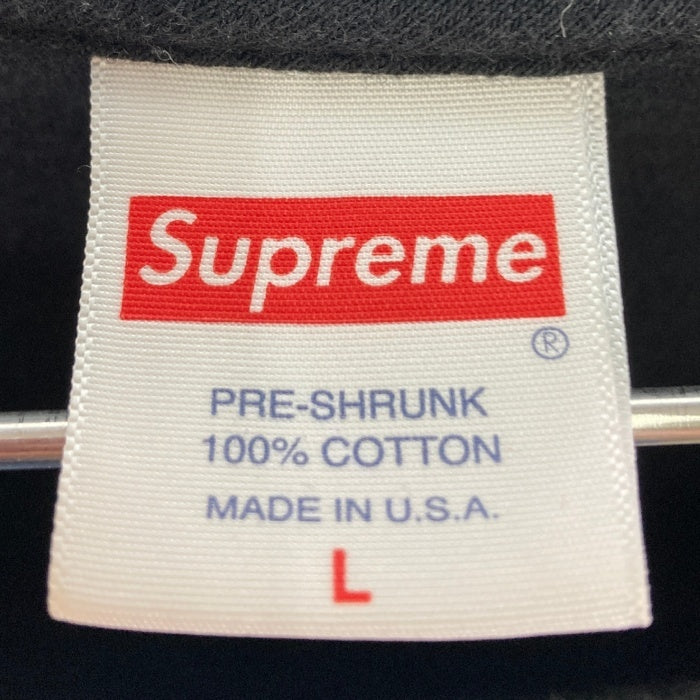 Supreme
®
PRE-SHRUNK
100% COTTON
MADE IN U.S.A.
L